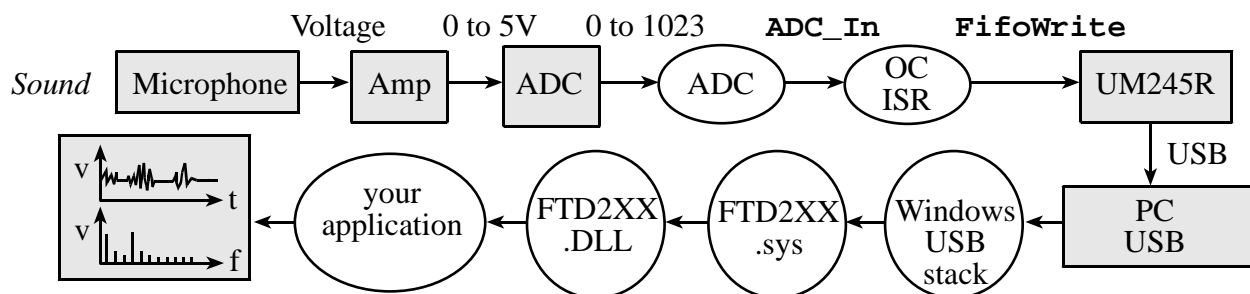 Voltage 0 to 5V 0 to 1023 ADC_In FifoWrite
Sound Microphone Amp ADC ADC OC ISR UM245R
USB
v
t
v
f
your
application
FTD2XX
.DLL
FTD2XX
.sys
Windows
USB
stack
PC
USB